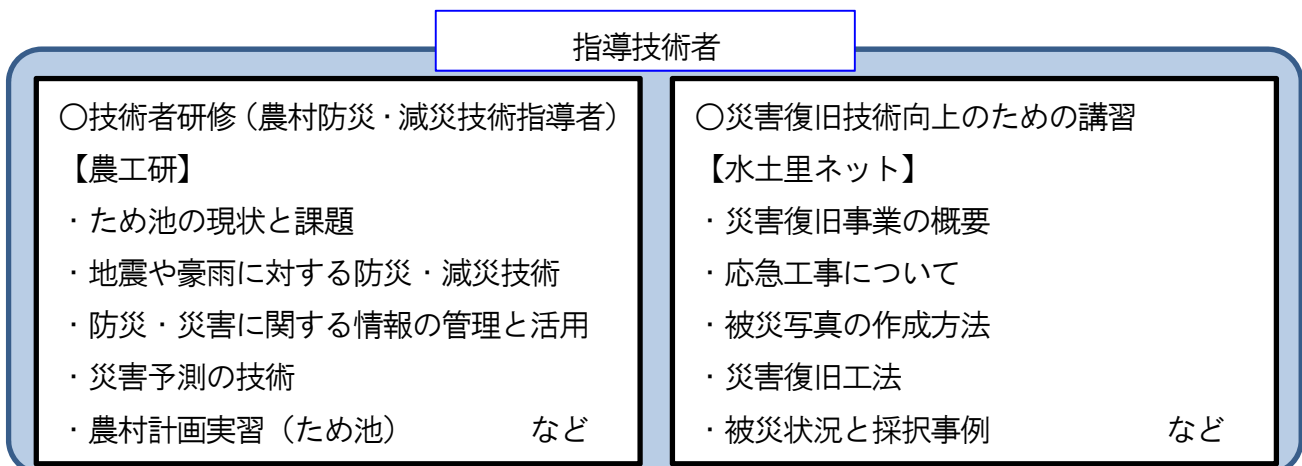 指導技術者
○技術者研修（農村防災・減災技術指導者）
【農工研】
・ため池の現状と課題
・地震や豪雨に対する防災・減災技術
・防災・災害に関する情報の管理と活用
・災害予測の技術
・農村計画実習（ため池）　など
○災害復旧技術向上のための講習
【水土里ネット】
・災害復旧事業の概要
・応急工事について
・被災写真の作成方法
・災害復旧工法
・被災状況と採択事例　など